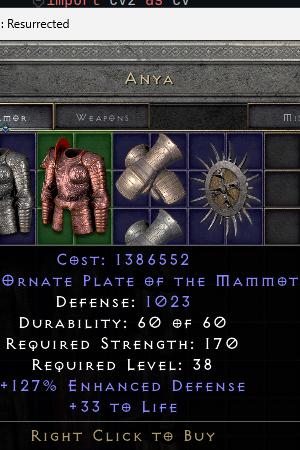 import cv2 as cv
: Resurrected
Anya
Weapons
Cost: 1386552
Ornate Plate of the Mammot
Defense: 1023
Durability: 60 of 60
Required Strength: 170
Required Level: 38
+127% Enhanced Defense
+33 to Life
Right Click to Buy